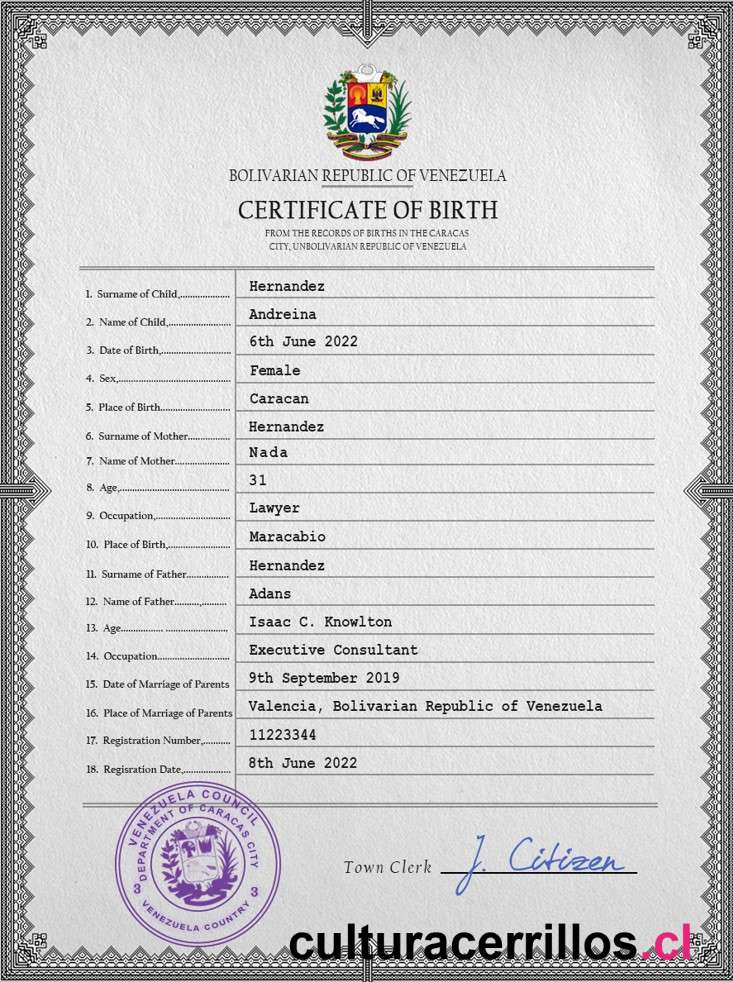 BOLIVARIAN REPUBLIC OF VENEZUELA
CERTIFICATE OF BIRTH
FROM THE RECORDS OF BIRTHS IN THE CARACAS
CITY, UNBOLIVARIAN REPUBLIC OF VENEZUELA
1. Surname of Child,.................. Hernandez
2. Name of Child,...................... Andreina
3. Date of Birth,......................... 6th June 2022
4. Sex,........................................ Female
5. Place of Birth......................... Caracan
6. Surname of Mother............... Hernandez
7. Name of Mother.................... Nada
8. Age,....................................... 31
9. Occupation,.......................... Lawyer
10. Place of Birth,...................... Maracabio
11. Surname of Father............... Hernandez
12. Name of Father.........,......... Adans
13. Age............... ...................... Isaac C. Knowlton
14. Occupation.......................... Executive Consultant
15. Date of Marriage of Parents 9th September 2019
16. Place of Marriage of Parents Valencia, Bolivarian Republic of Venezuela
17. Registration Number,.......... 11223344
18. Regisration Date,................. 8th June 2022
VENEZUELA COUNCIL
DEPARTMENT OF CARACAS CITY
3 3
VENEZUELA COUNTRY
Town Clerk J. Citizen
culturacerrillos.cl